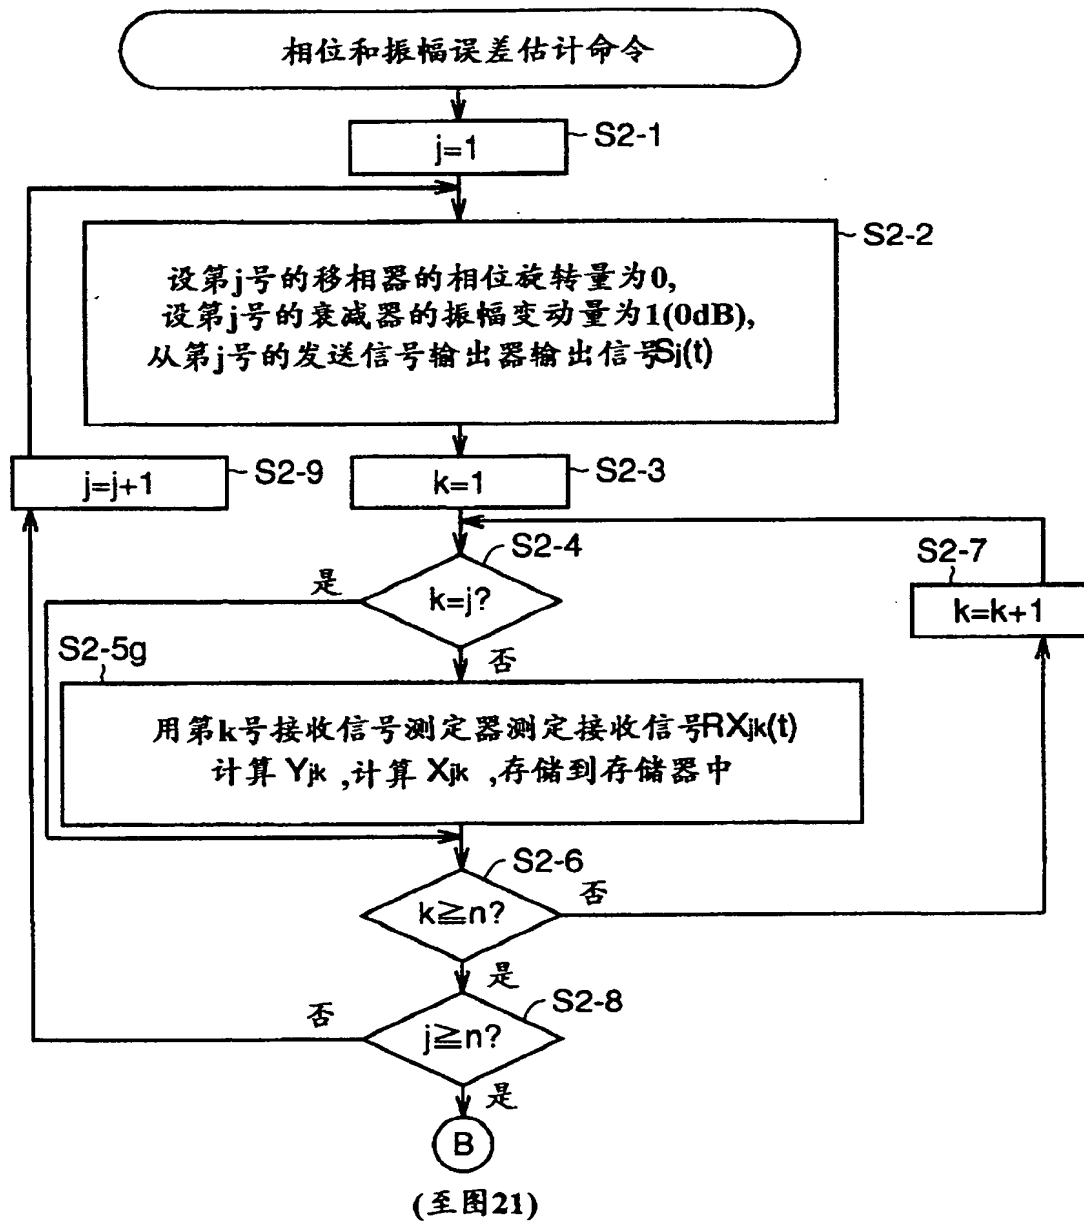 相位和振幅误差估计命令
j=1
S2-1
S2-2
设第j号的移相器的相位旋转量为0,
设第j号的衰减器的振幅变动量为1(0dB),
从第j号的发送信号输出器输出信号Sj(t)
j=j+1
S2-9
k=1
S2-3
S2-4
k=j?
是
否
S2-7
k=k+1
S2-5g
用第k号接收信号测定器测定接收信号RXjk(t)
计算 Yjk ,计算 Xjk ,存储到存储器中
S2-6
k≧n?
否
是
S2-8
j≧n?
否
是
B
(至图21)